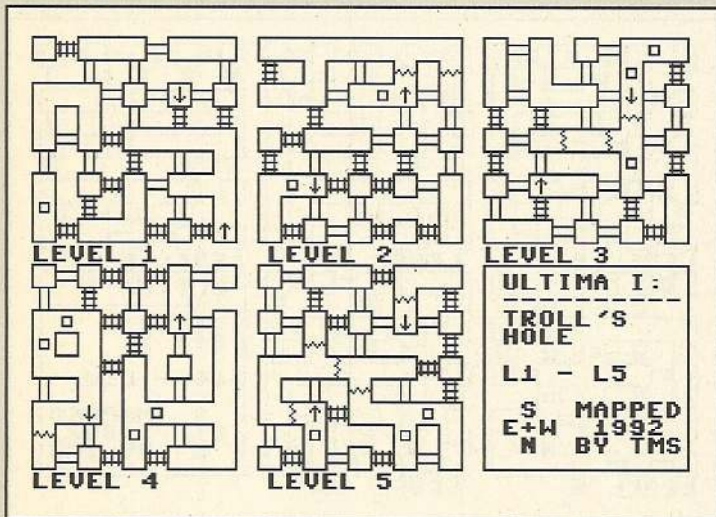 LEVEL 1
LEVEL 2
LEVEL 3
LEVEL 4
LEVEL 5
ULTIMA I:
------------
TROLL'S
HOLE
L1 - L5
S MAPPED
E+W 1992
N BY TMS